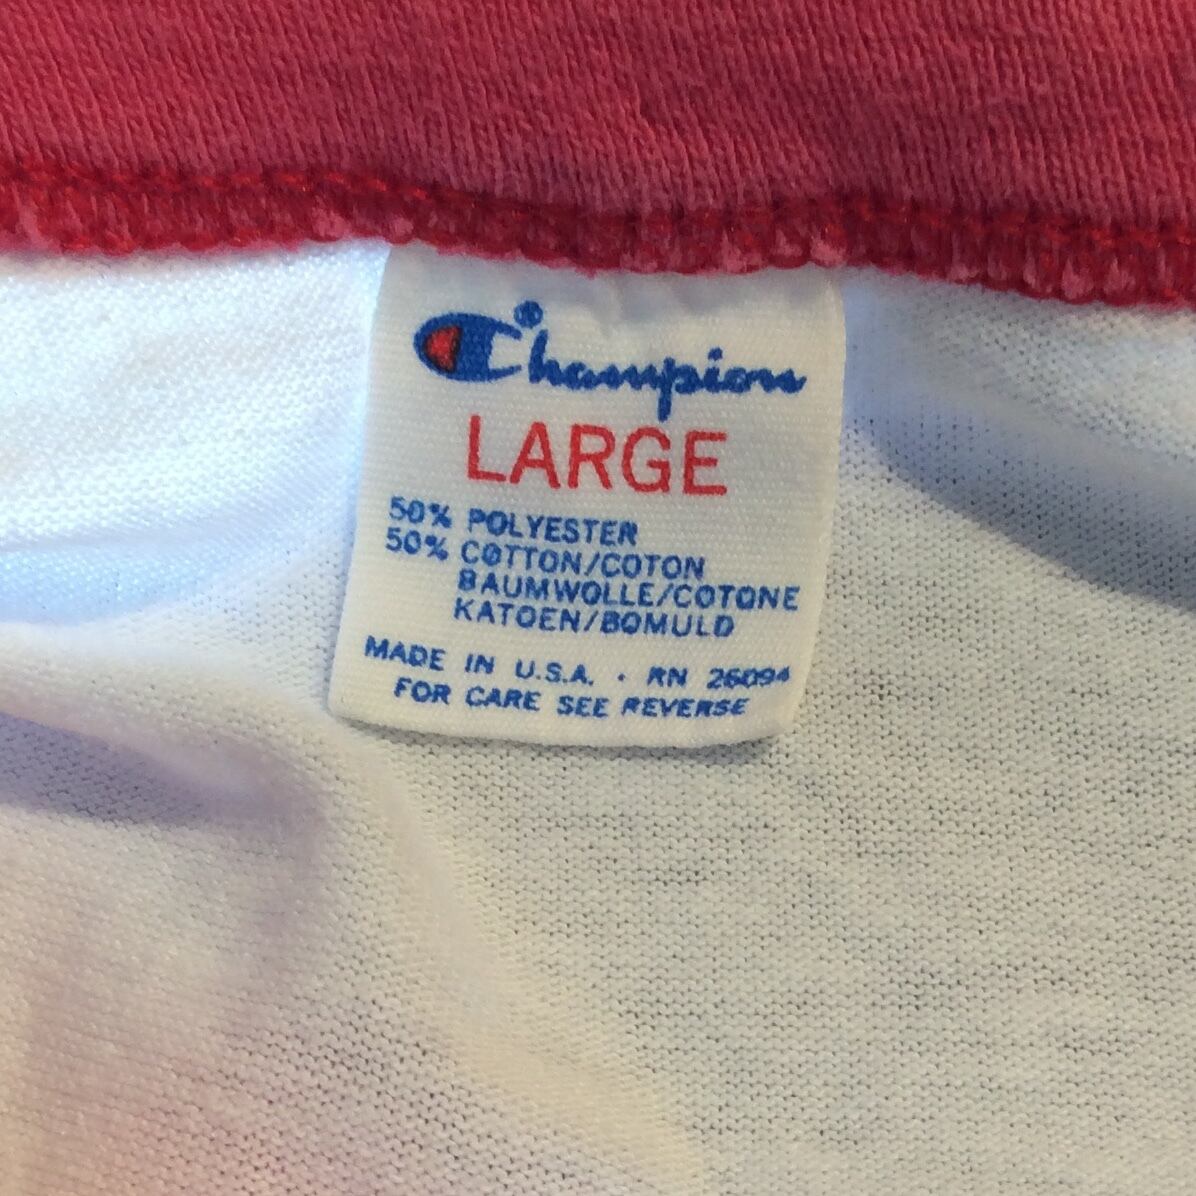 Champion®
LARGE
50% POLYESTER
50% COTTON/COTON
BAUMWOLLE/COTONE
KATOEN/BOMULD
MADE IN U.S.A. · RN 26094
FOR CARE SEE REVERSE